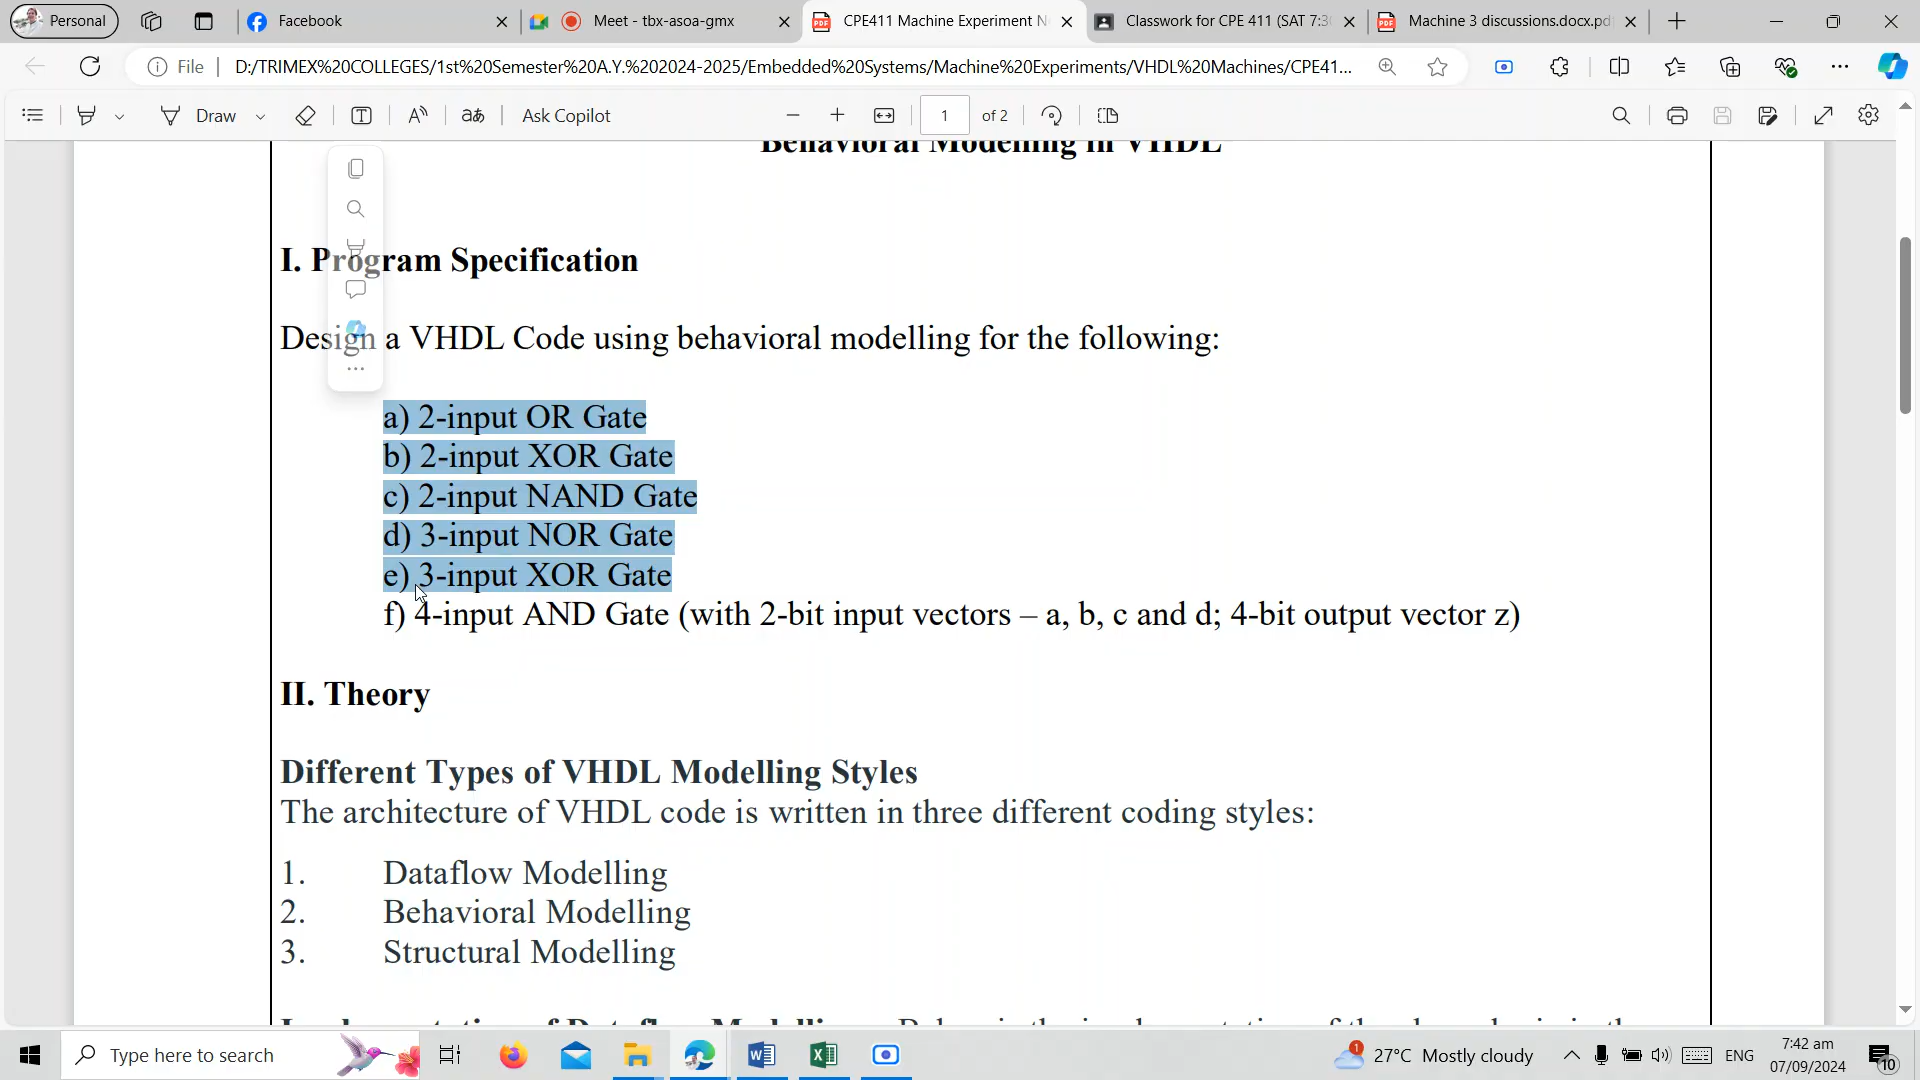 Personal
Facebook
Meet - tbx-asoa-gmx
CPE411 Machine Experiment N
Classwork for CPE 411 (SAT 7:3
Machine 3 discussions.docx.pd
File
D:/TRIMEX%20COLLEGES/1st%20Semester%20A.Y.%202024-2025/Embedded%20Systems/Machine%20Experiments/VHDL%20Machines/CPE41...
Draw
Ask Copilot
1
of 2
Behavioral Modelling in VHDL
I. Program Specification
Design a VHDL Code using behavioral modelling for the following:
a) 2-input OR Gate
b) 2-input XOR Gate
c) 2-input NAND Gate
d) 3-input NOR Gate
e) 3-input XOR Gate
f) 4-input AND Gate (with 2-bit input vectors – a, b, c and d; 4-bit output vector z)
II. Theory
Different Types of VHDL Modelling Styles
The architecture of VHDL code is written in three different coding styles:
1. Dataflow Modelling
2. Behavioral Modelling
3. Structural Modelling
Type here to search
1
27°C Mostly cloudy
ENG
7:42 am
07/09/2024
10